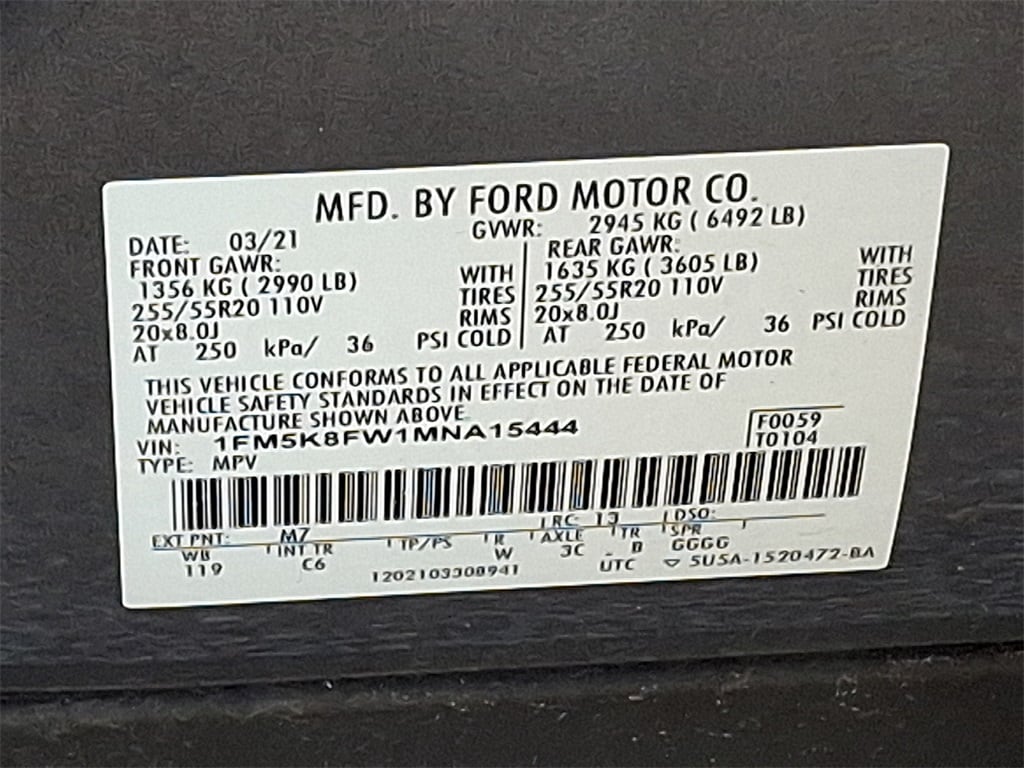 MFD. BY FORD MOTOR CO.
DATE: 03/21 GVWR: 2945 KG ( 6492 LB)
FRONT GAWR: REAR GAWR:
1356 KG ( 2990 LB) WITH 1635 KG ( 3605 LB) WITH
255/55R20 110V TIRES 255/55R20 110V TIRES
20x8.0J RIMS 20x8.0J RIMS
AT 250 kPa/ 36 PSI COLD AT 250 kPa/ 36 PSI COLD
THIS VEHICLE CONFORMS TO ALL APPLICABLE FEDERAL MOTOR
VEHICLE SAFETY STANDARDS IN EFFECT ON THE DATE OF
MANUFACTURE SHOWN ABOVE
VIN: 1FM5K8FW1MNA15444 F0059
TYPE: MPV T0104
EXT PNT: M7 RC: 13 DSO:
WB INT TR TP/PS R AXLE TR SPR
119 C6 W 3C B GGGG
1202103308941 UTC ▽ 5U5A-1520472-BA